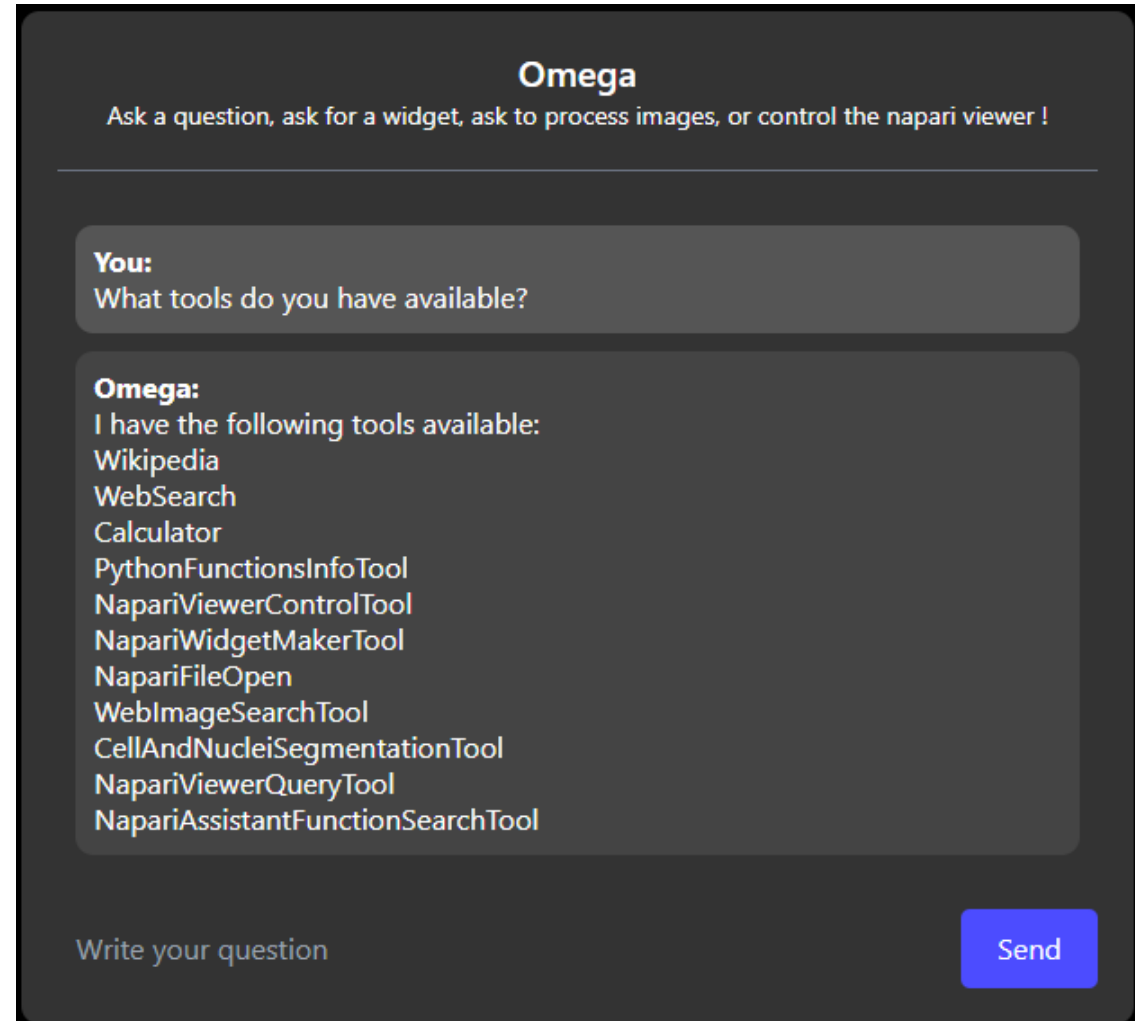 Omega
Ask a question, ask for a widget, ask to process images, or control the napari viewer !
You:
What tools do you have available?
Omega:
I have the following tools available:
Wikipedia
WebSearch
Calculator
PythonFunctionsInfoTool
NapariViewerControlTool
NapariWidgetMakerTool
NapariFileOpen
WebImageSearchTool
CellAndNucleiSegmentationTool
NapariViewerQueryTool
NapariAssistantFunctionSearchTool
Write your question
Send